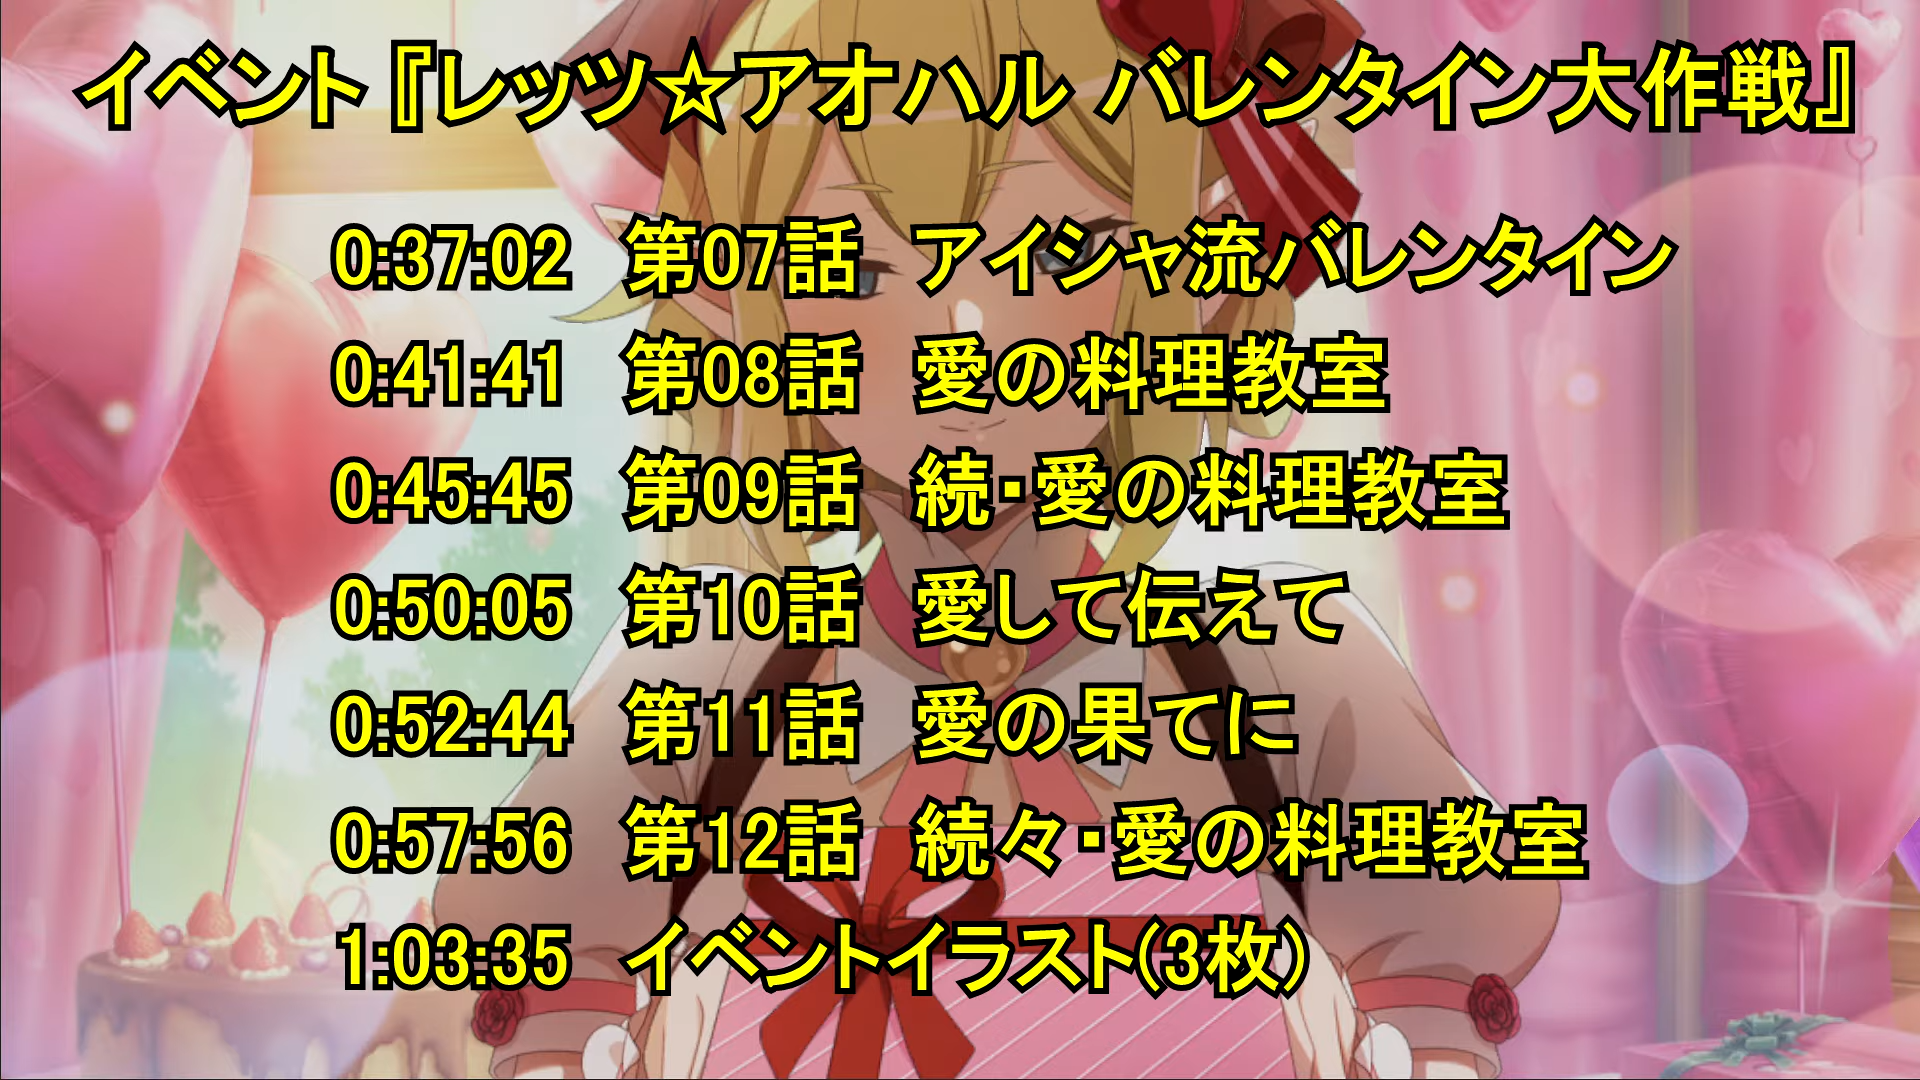 イベント『レッツ☆アオハル バレンタイン大作戦』
0:37:02 第07話 アイシャ流バレンタイン
0:41:41 第08話 愛の料理教室
0:45:45 第09話 続・愛の料理教室
0:50:05 第10話 愛して伝えて
0:52:44 第11話 愛の果てに
0:57:56 第12話 続々・愛の料理教室
1:03:35 イベントイラスト(3枚)